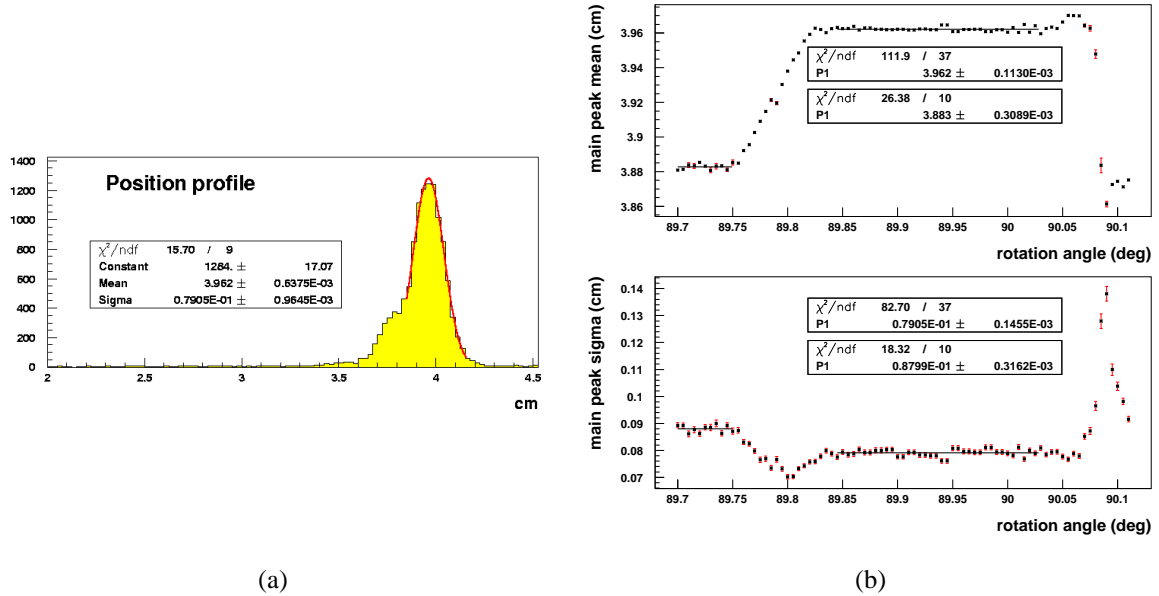 Position profile
χ²/ndf 15.70 / 9
Constant 1284. ± 17.07
Mean 3.962 ± 0.6375E-03
Sigma 0.7905E-01 ± 0.9645E-03
1400
1200
1000
800
600
400
200
0
2 2.5 3 3.5 4 4.5
cm
(a)
main peak mean (cm)
3.96
3.94
3.92
3.9
3.88
3.86
χ²/ndf 111.9 / 37
P1 3.962 ± 0.1130E-03
χ²/ndf 26.38 / 10
P1 3.883 ± 0.3089E-03
89.7 89.75 89.8 89.85 89.9 89.95 90 90.05 90.1
rotation angle (deg)
main peak sigma (cm)
0.14
0.13
0.12
0.11
0.1
0.09
0.08
0.07
χ²/ndf 82.70 / 37
P1 0.7905E-01 ± 0.1455E-03
χ²/ndf 18.32 / 10
P1 0.8799E-01 ± 0.3162E-03
89.7 89.75 89.8 89.85 89.9 89.95 90 90.05 90.1
rotation angle (deg)
(b)